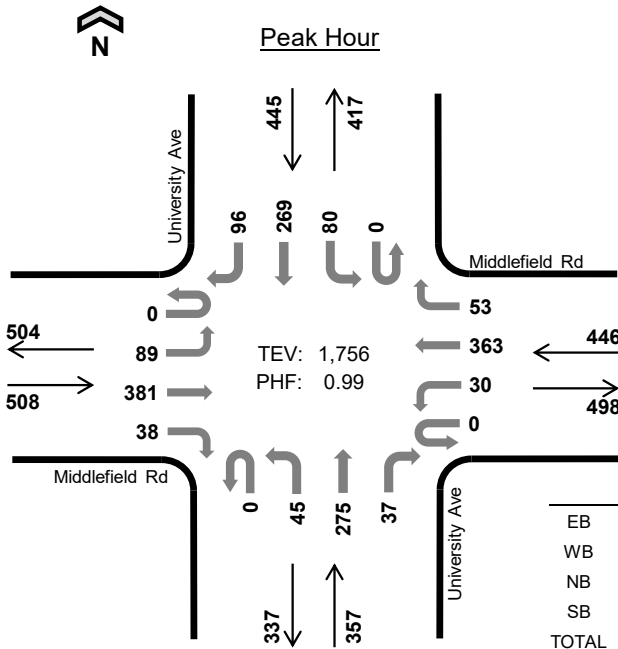 Peak Hour
N
445
417
University Ave
96
269
80
0
Middlefield Rd
0
89
381
38
504
508
TEV: 1,756
PHF: 0.99
53
363
30
0
446
498
Middlefield Rd
0
45
275
37
University Ave
337
357
EB
WB
NB
SB
TOTAL